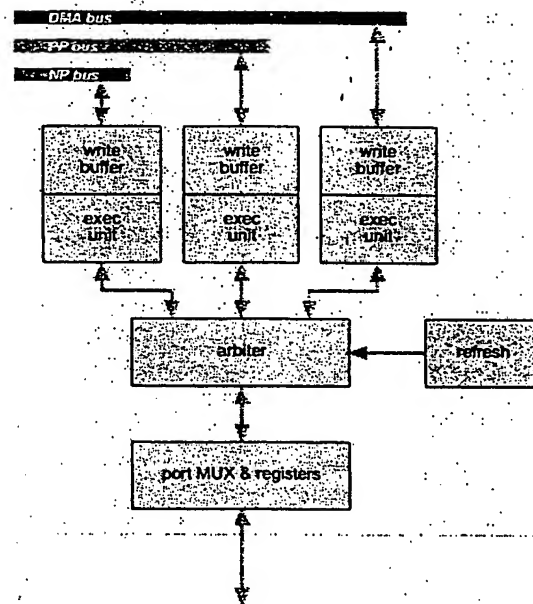 DMA bus
PP bus
NP bus
write
buffer
write
buffer
write
buffer
exec
unit
exec
unit
exec
unit
arbiter
refresh
port MUX & registers